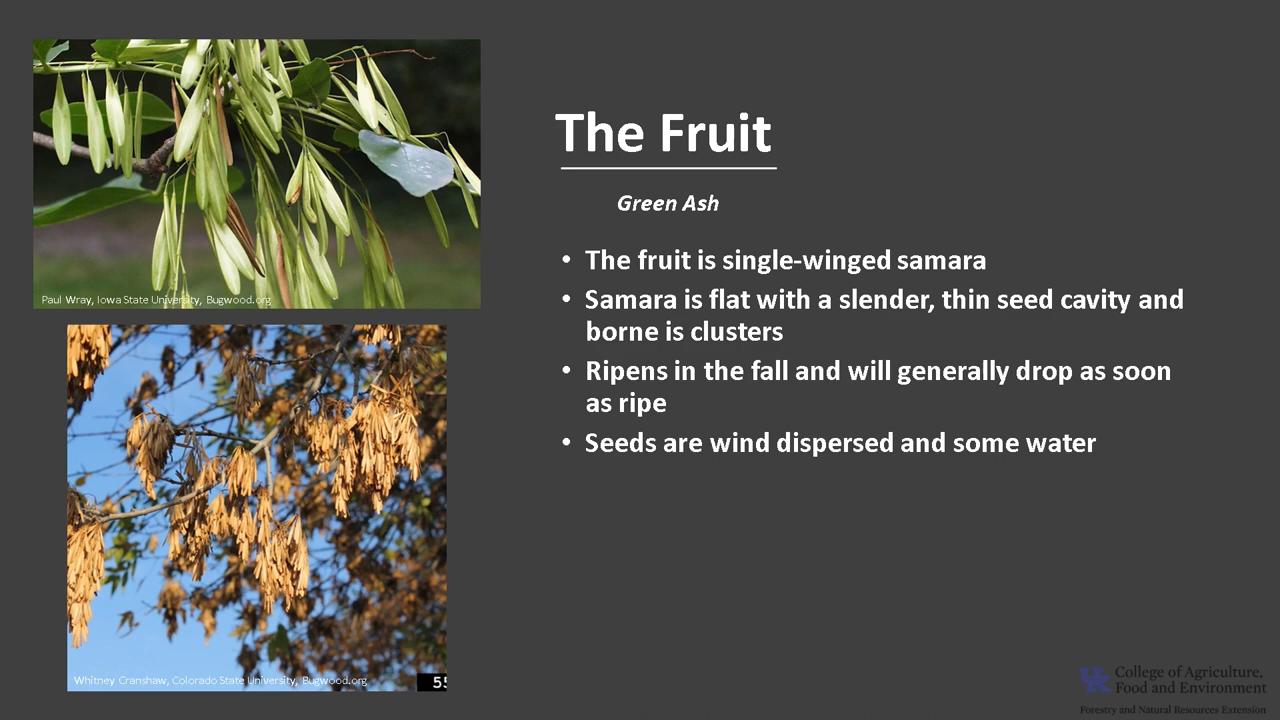 The Fruit
Green Ash
• The fruit is single-winged samara
• Samara is flat with a slender, thin seed cavity and
borne is clusters
• Ripens in the fall and will generally drop as soon
as ripe
• Seeds are wind dispersed and some water
Paul Wray, Iowa State University, Bugwood.org
Whitney Cranshaw, Colorado State University, Bugwood.org
55
UK College of Agriculture,
Food and Environment
Forestry and Natural Resources Extension